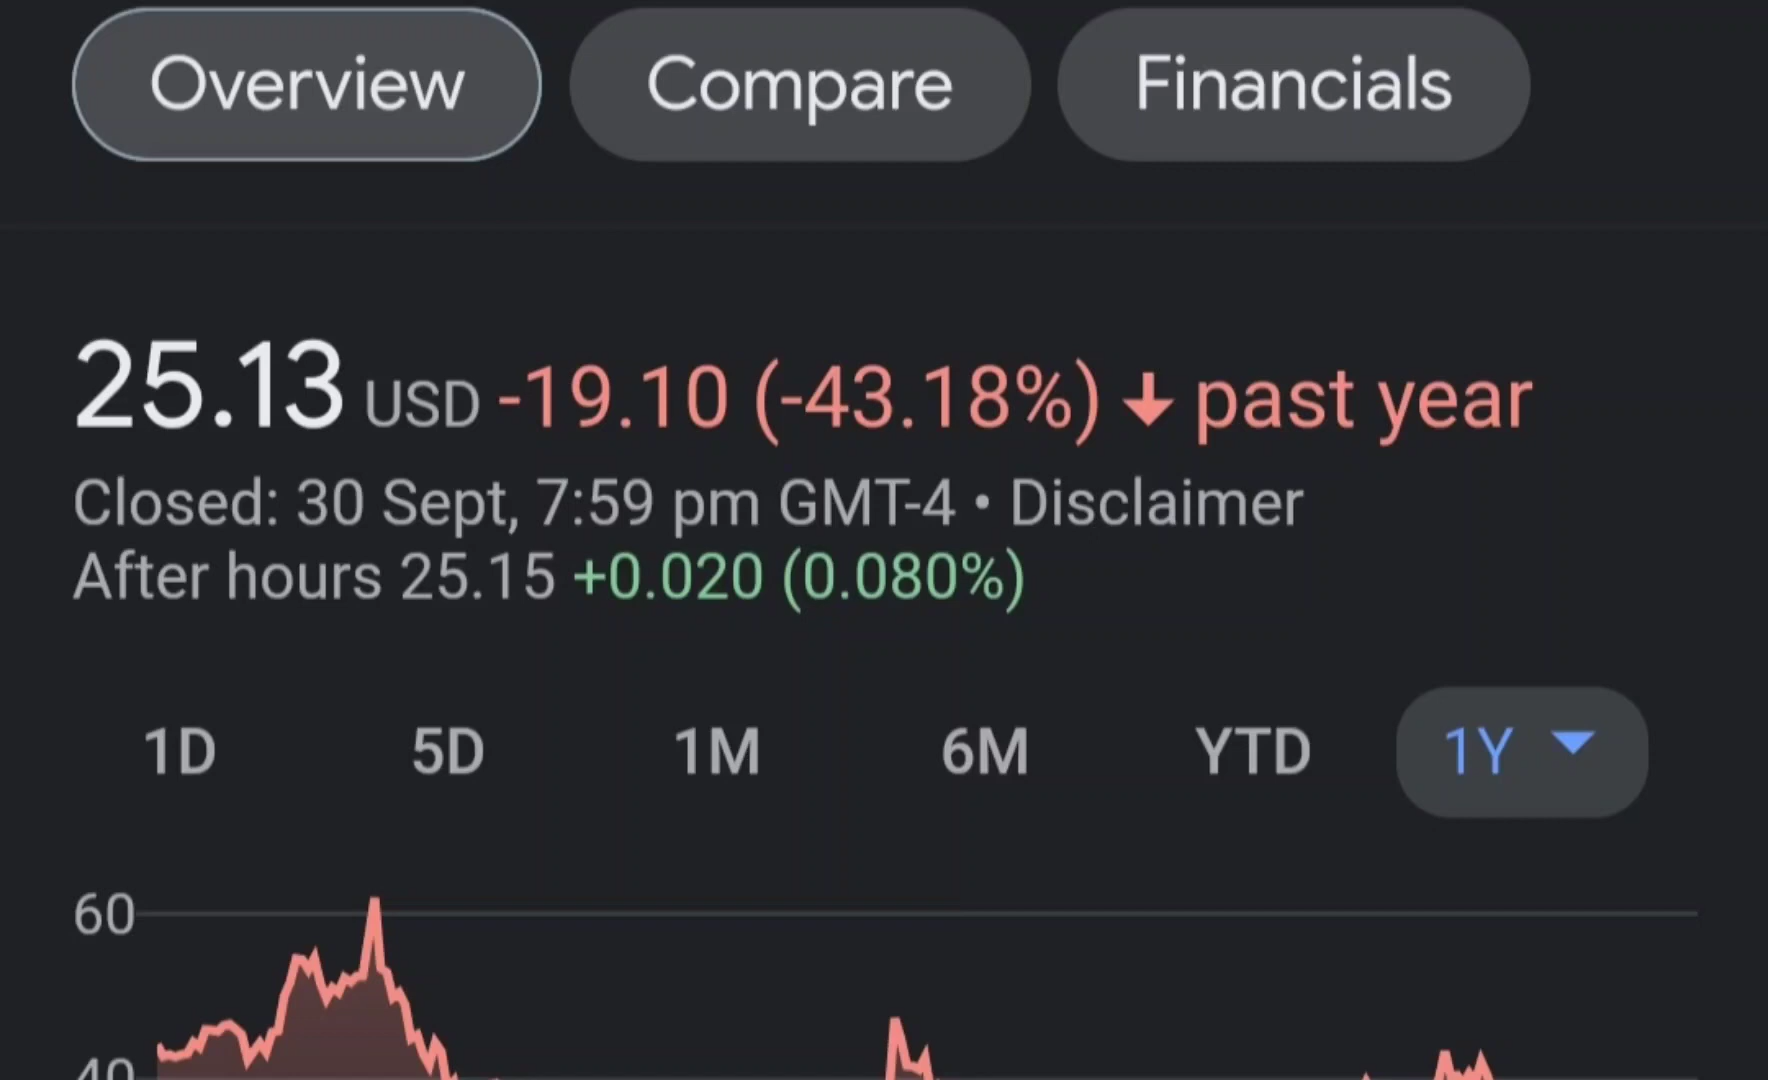 Overview Compare Financials
25.13 USD -19.10 (-43.18%) ↓ past year
Closed: 30 Sept, 7:59 pm GMT-4 • Disclaimer
After hours 25.15 +0.020 (0.080%)
1D 5D 1M 6M YTD 1Y
60
40